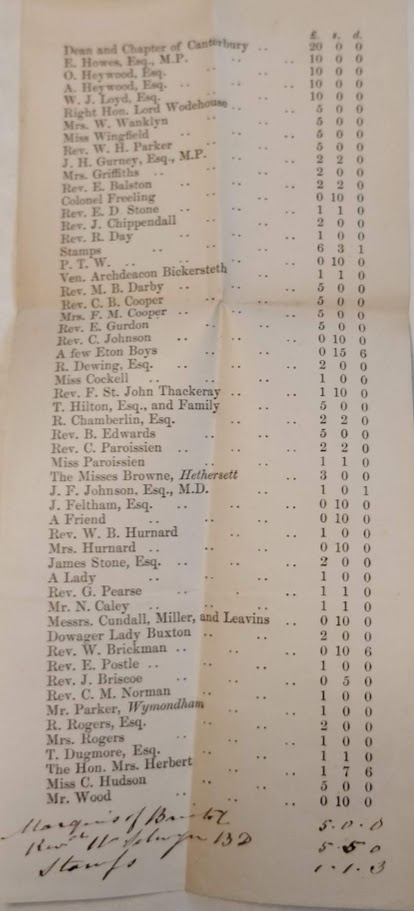 £. s. d.
Dean and Chapter of Canterbury .. 20 0 0
E. Howes, Esq., M.P. .. .. 10 0 0
O. Heywood, Esq. .. .. 10 0 0
A. Heywood, Esq. .. .. 10 0 0
W. J. Loyd, Esq. .. .. 10 0 0
Right Hon. Lord Wodehouse .. .. 5 0 0
Mrs. W. Wanklyn .. .. 5 0 0
Miss Wingfield .. .. .. 5 0 0
Rev. W. H. Parker .. .. 5 0 0
J. H. Gurney, Esq., M.P. .. .. 2 2 0
Mrs. Griffiths .. .. .. 2 0 0
Rev. E. Balston .. .. .. 2 2 0
Colonel Freeling .. .. .. 0 10 0
Rev. E. D Stone .. .. .. 1 1 0
Rev. J. Chippendall .. .. .. 2 0 0
Rev. R. Day .. .. .. 1 0 0
Stamps .. .. .. 6 3 1
P. T. W. .. .. .. 0 10 0
Ven. Archdeacon Bickersteth .. 1 1 0
Rev. M. B. Darby .. .. .. 5 0 0
Rev. C. B. Cooper .. .. .. 5 0 0
Mrs. F. M. Cooper .. .. .. 5 0 0
Rev. E. Gurdon .. .. .. 5 0 0
Rev. C. Johnson .. .. .. 0 10 0
A few Eton Boys .. .. .. 0 15 6
R. Dewing, Esq. .. .. .. 2 0 0
Miss Cockell .. .. .. 1 0 0
Rev. F. St. John Thackeray .. .. .. 1 10 0
T. Hilton, Esq., and Family .. .. 5 0 0
R. Chamberlin, Esq. .. .. .. 2 2 0
Rev. B. Edwards .. .. .. 5 0 0
Rev. C. Paroissien .. .. .. 2 2 0
Miss Paroissien .. .. .. 1 1 0
The Misses Browne, Hethersett .. .. 3 0 0
J. F. Johnson, Esq., M.D. .. .. 1 0 1
J. Feltham, Esq. .. .. .. 0 10 0
A Friend .. .. .. 0 10 0
Rev. W. B. Hurnard .. .. .. 1 0 0
Mrs. Hurnard .. .. .. 0 10 0
James Stone, Esq. .. .. .. 2 0 0
A Lady .. .. .. 1 0 0
Rev. G. Pearse .. .. .. 1 1 0
Mr. N. Caley .. .. .. 1 1 0
Messrs. Cundall, Miller, and Leavins .. 0 10 0
Dowager Lady Buxton .. .. 2 0 0
Rev. W. Brickman .. .. .. 0 10 6
Rev. E. Postle .. .. .. 1 0 0
Rev. J. Briscoe .. .. .. 0 5 0
Rev. C. M. Norman .. .. .. 1 0 0
Mr. Parker, Wymondham .. .. 1 0 0
R. Rogers, Esq. .. .. .. 2 0 0
Mrs. Rogers .. .. .. 1 0 0
T. Dugmore, Esq. .. .. .. 1 1 0
The Hon. Mrs. Herbert .. .. 1 7 6
Miss C. Hudson .. .. .. 5 0 0
Mr. Wood .. .. .. 0 10 0
Marquis of Bristol 5.0.0
Revd. W Selwyn BD 5 5 0
Stamps 1.1.3